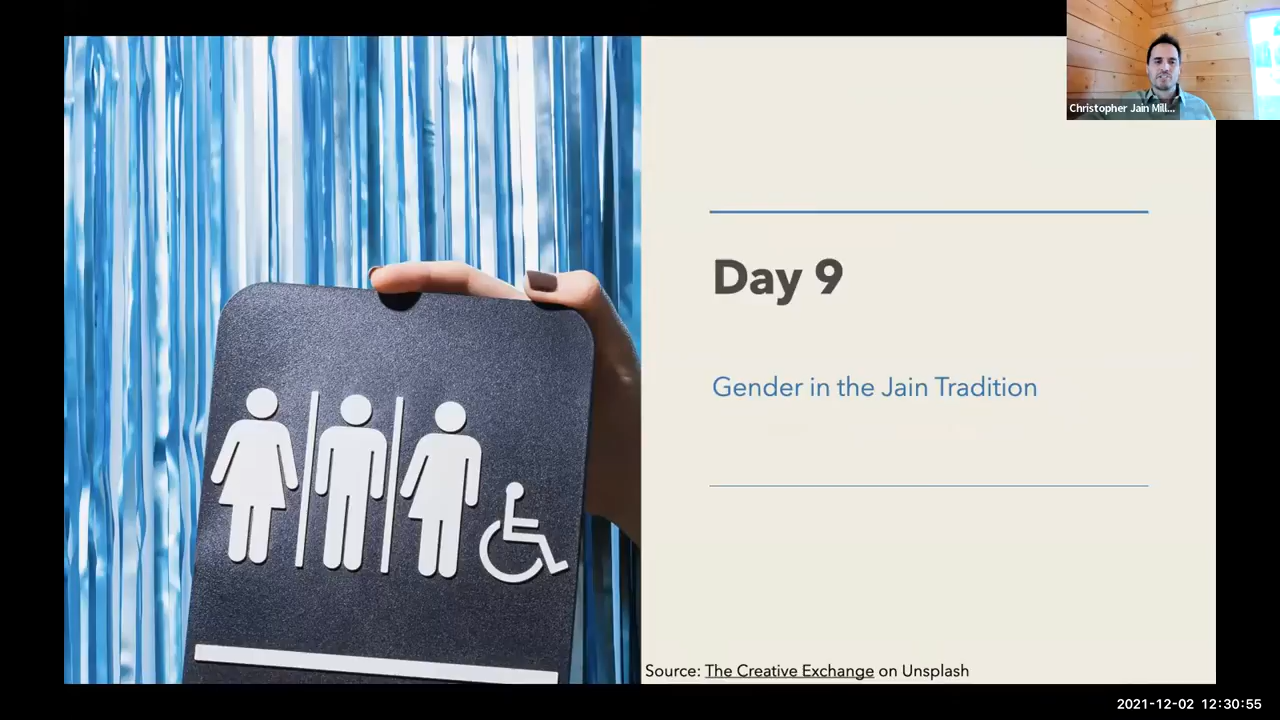 Christopher Jain Mill...
Day 9
Gender in the Jain Tradition
Source: The Creative Exchange on Unsplash
2021-12-02 12:30:55